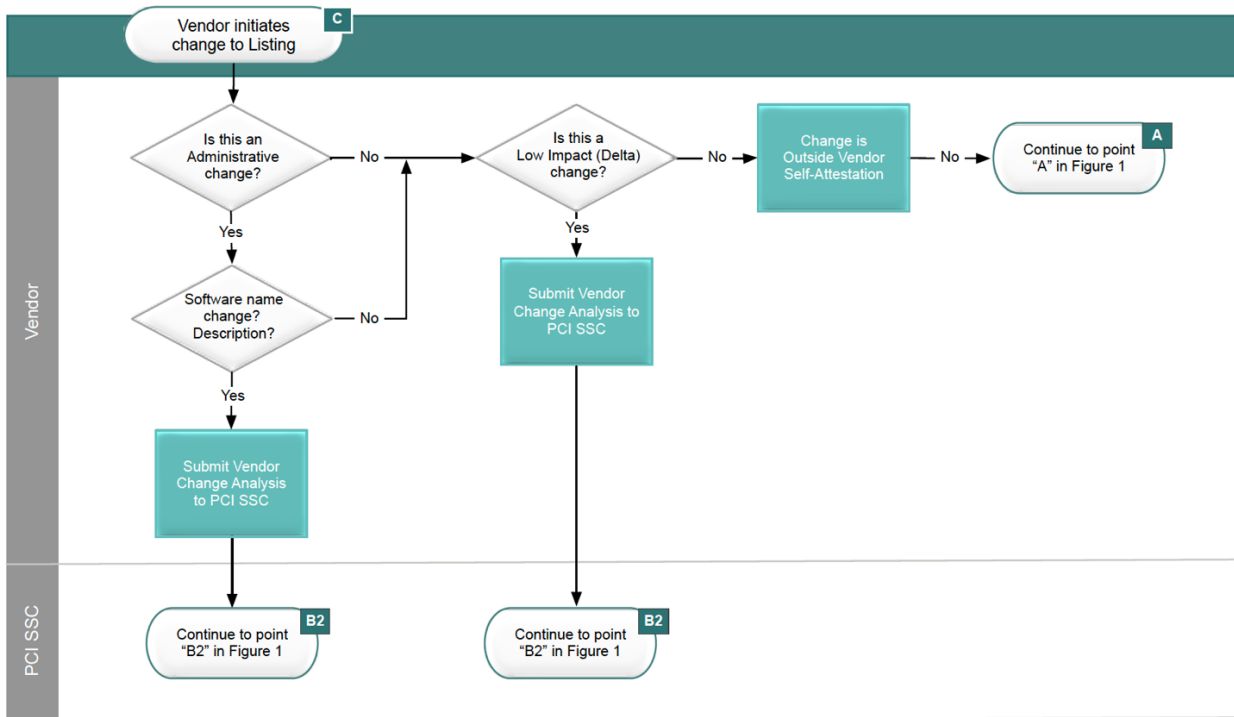 C
Vendor initiates
change to Listing
Vendor
Is this an
Administrative
change?
No
Is this a
Low Impact (Delta)
change?
No
Change is
Outside Vendor
Self-Attestation
No
A
Continue to point
“A” in Figure 1
Yes
Yes
Software name
change?
Description?
No
Submit Vendor
Change Analysis to
PCI SSC
Yes
Submit Vendor
Change Analysis
to PCI SSC
PCI SSC
B2
Continue to point
“B2” in Figure 1
B2
Continue to point
“B2” in Figure 1